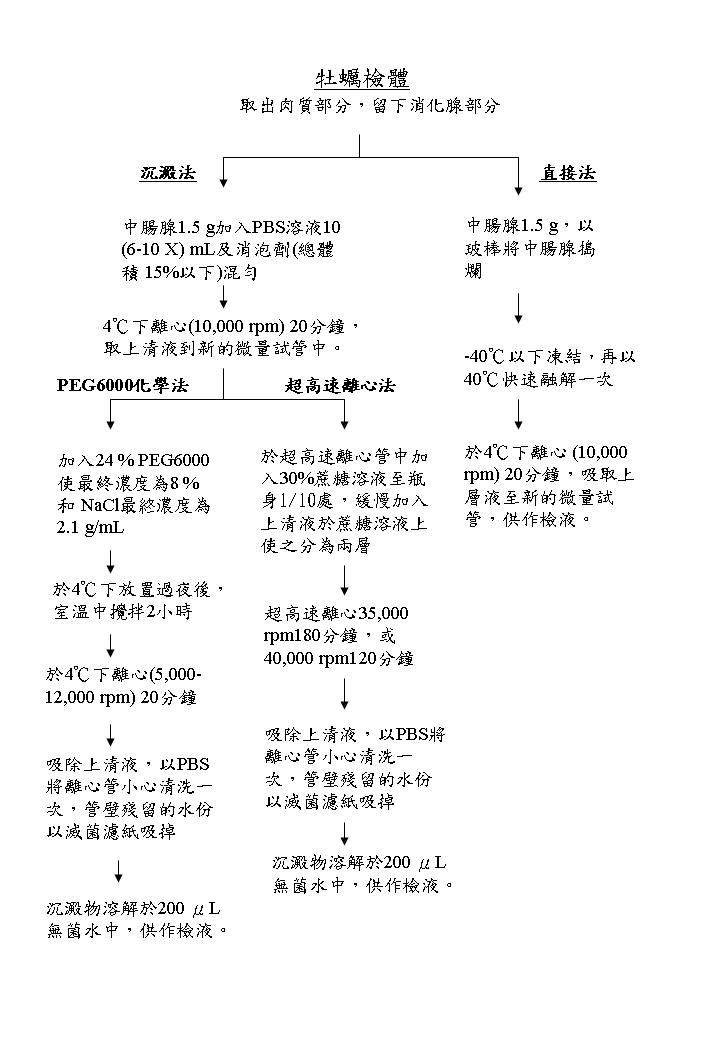 牡蠣檢體
取出肉質部分，留下消化腺部分
沉澱法
中腸腺1.5 g加入PBS溶液10
(6-10 X) mL及消泡劑(總體
積 15%以下)混勻
4℃下離心(10,000 rpm) 20分鐘，
取上清液到新的微量試管中。
PEG6000化學法
加入24 % PEG6000
使最終濃度為8 %
和 NaCl最終濃度為
2.1 g/mL
於4℃下放置過夜後，
室溫中攪拌2小時
於4℃下離心(5,000-
12,000 rpm) 20分鐘
吸除上清液，以PBS
將離心管小心清洗一
次，管壁殘留的水份
以滅菌濾紙吸掉
沉澱物溶解於200 μL
無菌水中，供作檢液。
超高速離心法
於超高速離心管中加
入30%蔗糖溶液至瓶
身1/10處，緩慢加入
上清液於蔗糖溶液上
使之分為兩層
超高速離心35,000
rpm180分鐘，或
40,000 rpm120分鐘
吸除上清液，以PBS將
離心管小心清洗一
次，管壁殘留的水份
以滅菌濾紙吸掉
沉澱物溶解於200 μL
無菌水中，供作檢液。
直接法
中腸腺1.5 g，以
玻棒將中腸腺搗
爛
-40℃以下凍結，再以
40℃快速融解一次
於4℃下離心 (10,000
rpm) 20分鐘，吸取上
層液至新的微量試
管，供作檢液。